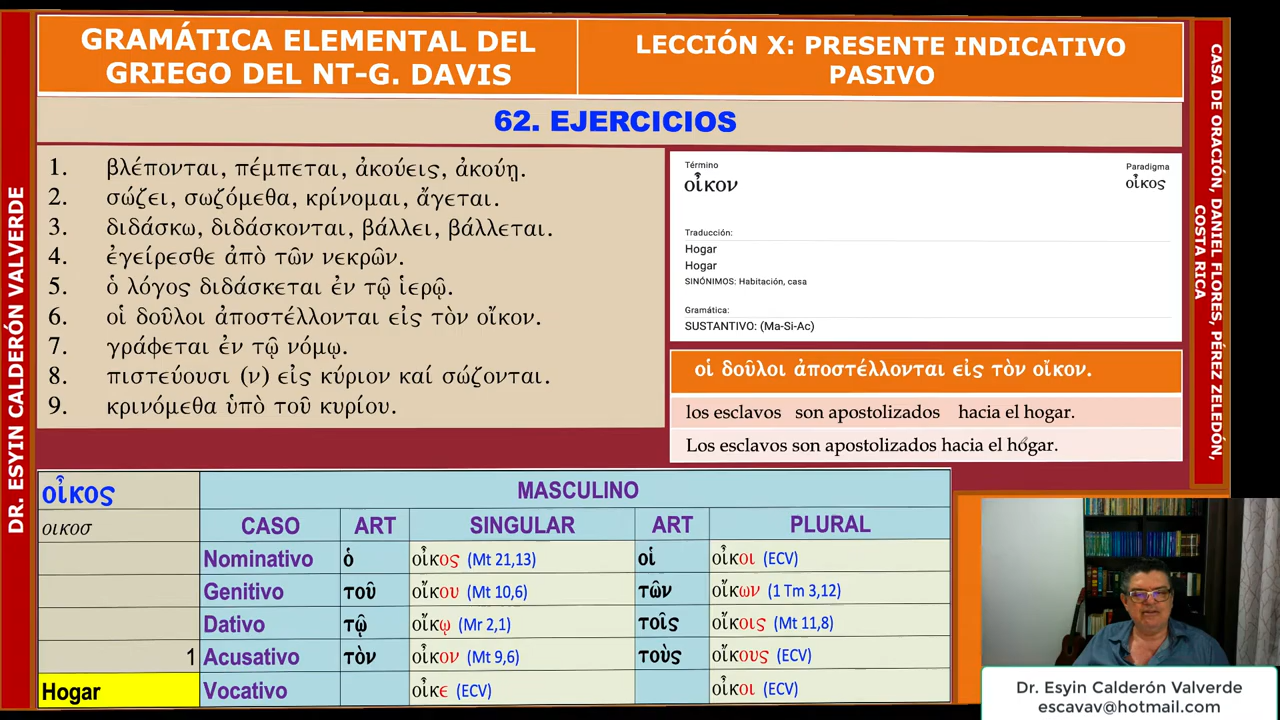 GRAMÁTICA ELEMENTAL DEL
GRIEGO DEL NT-G. DAVIS
LECCIÓN X: PRESENTE INDICATIVO
PASIVO
62. EJERCICIOS
1. βλέπονται, πέμπεται, ἀκούεις, ἀκούῃ.
2. σώζει, σωζόμεθα, κρίνομαι, ἄγεται.
3. διδάσκω, διδάσκονται, βάλλει, βάλλεται.
4. ἐγείρεσθε ἀπὸ τῶν νεκρῶν.
5. ὁ λόγος διδάσκεται ἐν τῷ ἱερῷ.
6. οἱ δοῦλοι ἀποστέλλονται εἰς τὸν οἴκον.
7. γράφεται ἐν τῷ νόμῳ.
8. πιστεύουσι (ν) εἰς κύριον καί σώζονται.
9. κρινόμεθα ὑπὸ τοῦ κυρίου.
Término
Paradigma
οἶκον
οἶκος
Traducción:
Hogar
Hogar
SINÓNIMOS: Habitación, casa
Gramática:
SUSTANTIVO: (Ma-Si-Ac)
οἱ δοῦλοι ἀποστέλλονται εἰς τὸν οἴκον.
los esclavos son apostolizados hacia el hogar.
Los esclavos son apostolizados hacia el hogar.
οἶκος MASCULINO
οικοσ CASO ART SINGULAR ART PLURAL
Nominativo ὁ οἶκος (Mt 21,13) οἱ οἶκοι (ECV)
Genitivo τοῦ οἴκου (Mt 10,6) τῶν οἴκων (1 Tm 3,12)
Dativo τῷ οἴκῳ (Mr 2,1) τοῖς οἴκοις (Mt 11,8)
1 Acusativo τὸν οἶκον (Mt 9,6) τοὺς οἴκους (ECV)
Hogar Vocativo οἶκε (ECV) οἶκοι (ECV)
DR. ESYIN CALDERÓN VALVERDE
CASA DE ORACIÓN, DANIEL FLORES, PÉREZ ZELEDÓN,
COSTA RICA
Dr. Esyin Calderón Valverde
escavav@hotmail.com